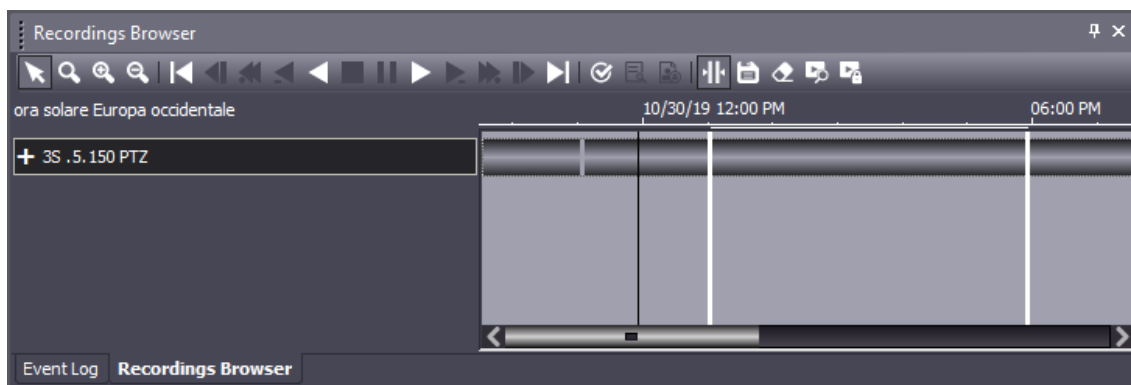 Recordings Browser
ora solare Europa occidentale
10/30/19 12:00 PM
06:00 PM
3S .5.150 PTZ
Event Log
Recordings Browser